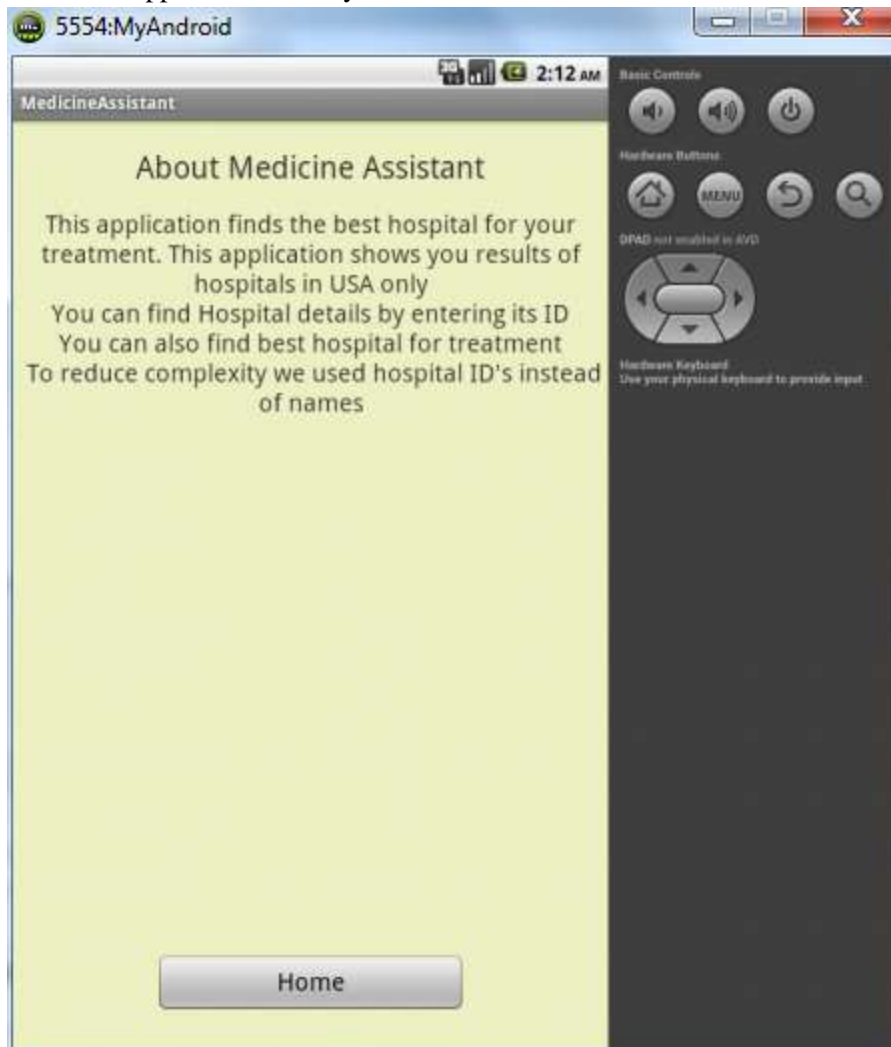 5554:MyAndroid
2:12 AM
MedicineAssistant
About Medicine Assistant
This application finds the best hospital for your
treatment. This application shows you results of
hospitals in USA only
You can find Hospital details by entering its ID
You can also find best hospital for treatment
To reduce complexity we used hospital ID's instead
of names
Home
Basic Controls
Hardware Buttons
MENU
DPAD not enabled in AVD
Hardware Keyboard
Use your physical keyboard to provide input